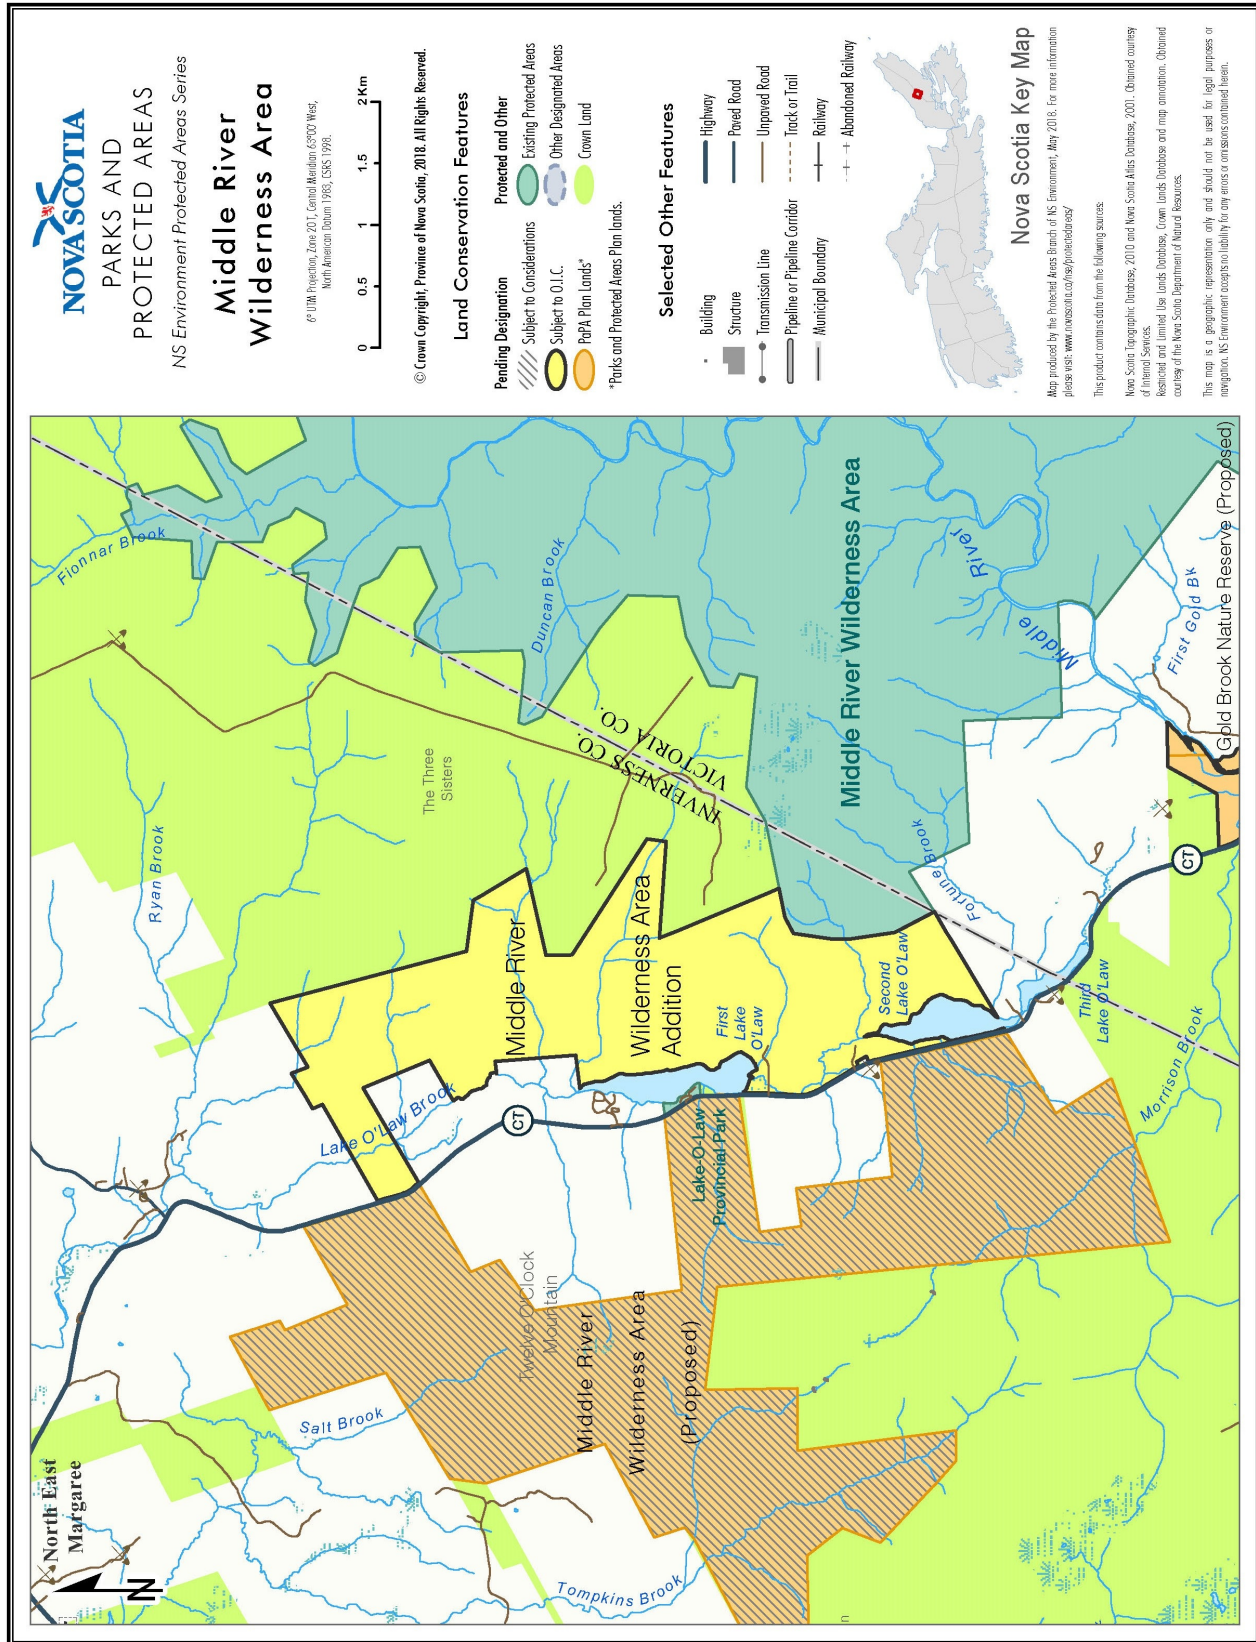 NOVA SCOTIA
PARKS AND
PROTECTED AREAS
NS Environment Protected Areas Series
Middle River
Wilderness Area
6º UTM Projection, Zone 20 T, Central Meridian 63º00' West,
North American Datum 1983, CSRS 1998.
0 0.5 1 1.5 2 Km
© Crown Copyright, Province of Nova Scotia, 2018. All Rights Reserved.
Land Conservation Features
Pending Designation
Subject to Considerations
Subject to O.I.C.
PaPA Plan Lands*
*Parks and Protected Areas Plan lands.
Protected and Other
Existing Protected Areas
Other Designated Areas
Crown Land
Selected Other Features
Building
Structure
Transmission Line
Pipeline or Pipeline Corridor
Municipal Boundary
Highway
Paved Road
Unpaved Road
Track or Trail
Railway
Abandoned Railway
Nova Scotia Key Map
Map produced by the Protected Areas Branch of NS Environment, May 2018. For more information
please visit: www.novascotia.ca/nse/protectedareas/
This product contains data from the following sources:
Nova Scotia Topographic Database, 2010 and Nova Scotia Atlas Database, 2001. Obtained courtesy
of Internal Services.
Restricted and Limited Use Lands Database, Crown Lands Database and map annotation. Obtained
courtesy of the Nova Scotia Department of Natural Resources.
This map is a geographic representation only and should not be used for legal purposes or
navigation. NS Environment accepts no liability for any errors or omissions contained herein.
North East
Margaree
N
Salt Brook
Tompkins Brook
Ryan Brook
Fionnar Brook
Lake O'Law Brook
The Three
Sisters
Duncan Brook
Twelve O'Clock
Mountain
CT
Middle River
Wilderness Area
Addition
INVERNESS CO.
VICTORIA CO.
Middle River
Wilderness Area
(Proposed)
Lake-O-Law
Provincial Park
First
Lake
O'Law
Second
Lake O'Law
Third
Lake O'Law
Middle River Wilderness Area
Fortune Brook
Middle River
Morrison Brook
First Gold Bk
CT
Gold Brook Nature Reserve (Proposed)
n